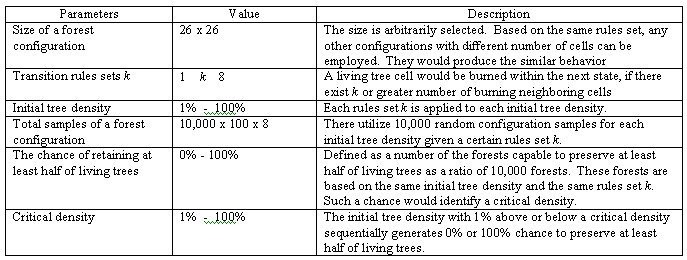 Parameters Value Description
Size of a forest 26 x 26 The size is arbitrarily selected. Based on the same rules set, any
configuration other configurations with different number of cells can be
employed. They would produce the similar behavior
Transition rules sets k 1 k 8 A living tree cell would be burned within the next state, if there
exist k or greater number of burning neighboring cells
Initial tree density 1% - 100% Each rules set k is applied to each initial tree density.
Total samples of a forest 10,000 x 100 x 8 There utilize 10,000 random configuration samples for each
configuration initial tree density given a certain rules set k.
The chance of retaining at 0% - 100% Defined as a number of the forests capable to preserve at least
least half of living trees half of living trees as a ratio of 10,000 forests. These forests are
based on the same initial tree density and the same rules set k.
Such a chance would identify a critical density.
Critical density 1% - 100% The initial tree density with 1% above or below a critical density
sequentially generates 0% or 100% chance to preserve at least
half of living trees.